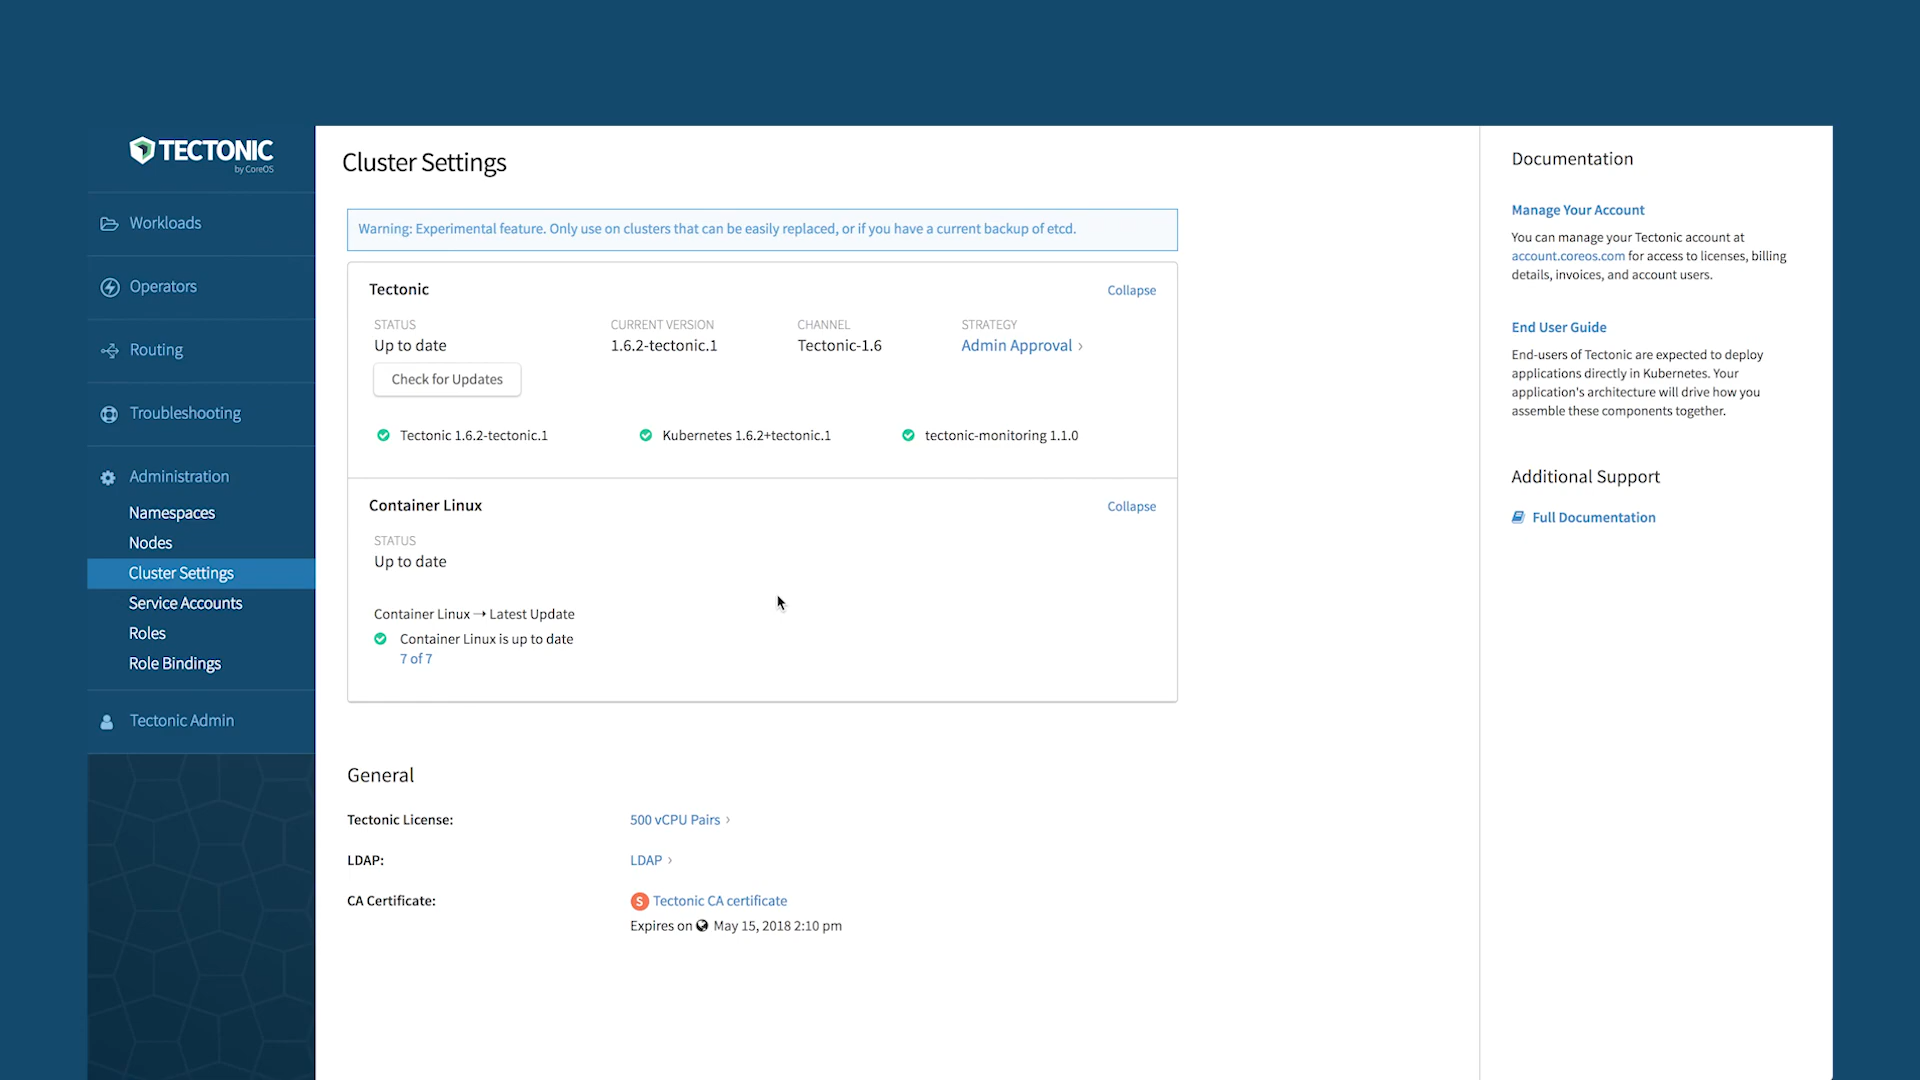 TECTONIC
by CoreOS
Workloads
Operators
Routing
Troubleshooting
Administration
Namespaces
Nodes
Cluster Settings
Service Accounts
Roles
Role Bindings
Tectonic Admin
Cluster Settings
Warning: Experimental feature. Only use on clusters that can be easily replaced, or if you have a current backup of etcd.
Tectonic
Collapse
STATUS
CURRENT VERSION
CHANNEL
STRATEGY
Up to date
1.6.2-tectonic.1
Tectonic-1.6
Admin Approval ›
Check for Updates
Tectonic 1.6.2-tectonic.1
Kubernetes 1.6.2+tectonic.1
tectonic-monitoring 1.1.0
Container Linux
Collapse
STATUS
Up to date
Container Linux → Latest Update
Container Linux is up to date
7 of 7
General
Tectonic License:
500 vCPU Pairs ›
LDAP:
LDAP ›
CA Certificate:
S Tectonic CA certificate
Expires on May 15, 2018 2:10 pm
Documentation
Manage Your Account
You can manage your Tectonic account at
account.coreos.com for access to licenses, billing
details, invoices, and account users.
End User Guide
End-users of Tectonic are expected to deploy
applications directly in Kubernetes. Your
application's architecture will drive how you
assemble these components together.
Additional Support
Full Documentation